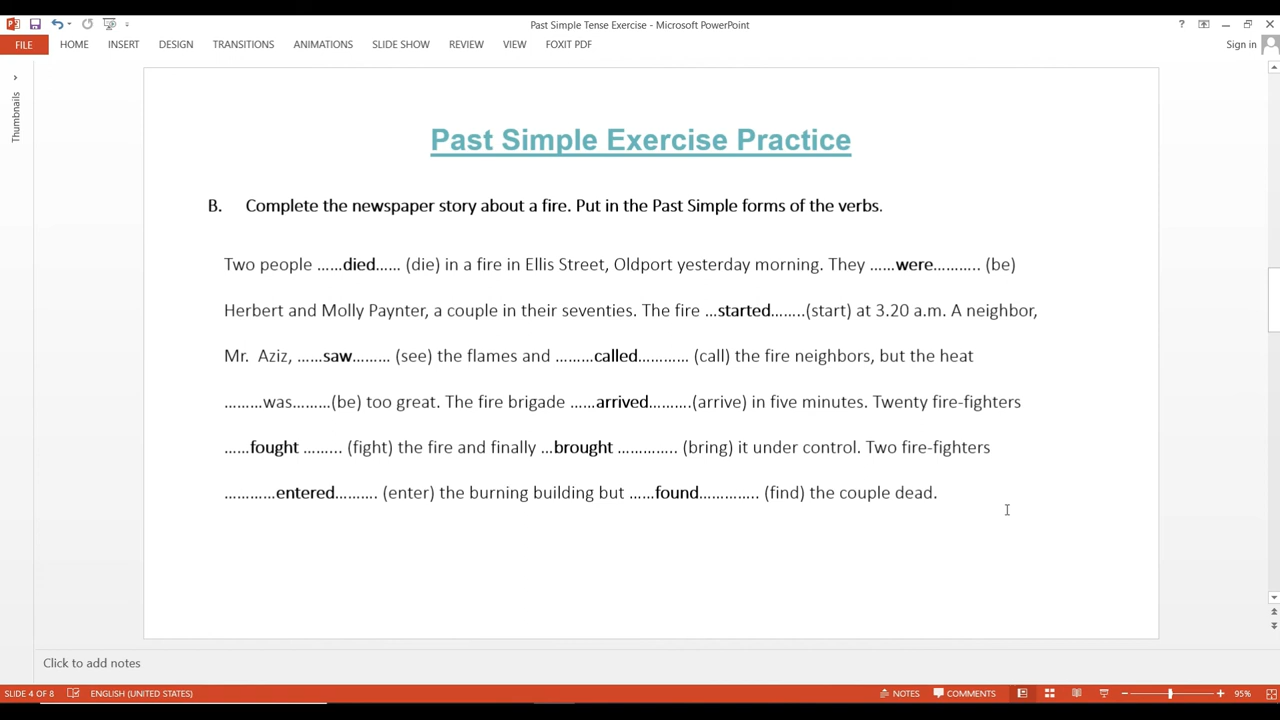 Past Simple Tense Exercise - Microsoft PowerPoint
?
FILE HOME INSERT DESIGN TRANSITIONS ANIMATIONS SLIDE SHOW REVIEW VIEW FOXIT PDF Sign in
Thumbnails
Past Simple Exercise Practice
B. Complete the newspaper story about a fire. Put in the Past Simple forms of the verbs.
Two people ......died...... (die) in a fire in Ellis Street, Oldport yesterday morning. They ......were........... (be)
Herbert and Molly Paynter, a couple in their seventies. The fire ...started........(start) at 3.20 a.m. A neighbor,
Mr. Aziz, ......saw......... (see) the flames and .........called............ (call) the fire neighbors, but the heat
.........was.........(be) too great. The fire brigade ......arrived..........(arrive) in five minutes. Twenty fire-fighters
......fought ......... (fight) the fire and finally ...brought .............. (bring) it under control. Two fire-fighters
............entered.......... (enter) the burning building but ......found.............. (find) the couple dead.
Click to add notes
SLIDE 4 OF 8 ENGLISH (UNITED STATES) NOTES COMMENTS 95%